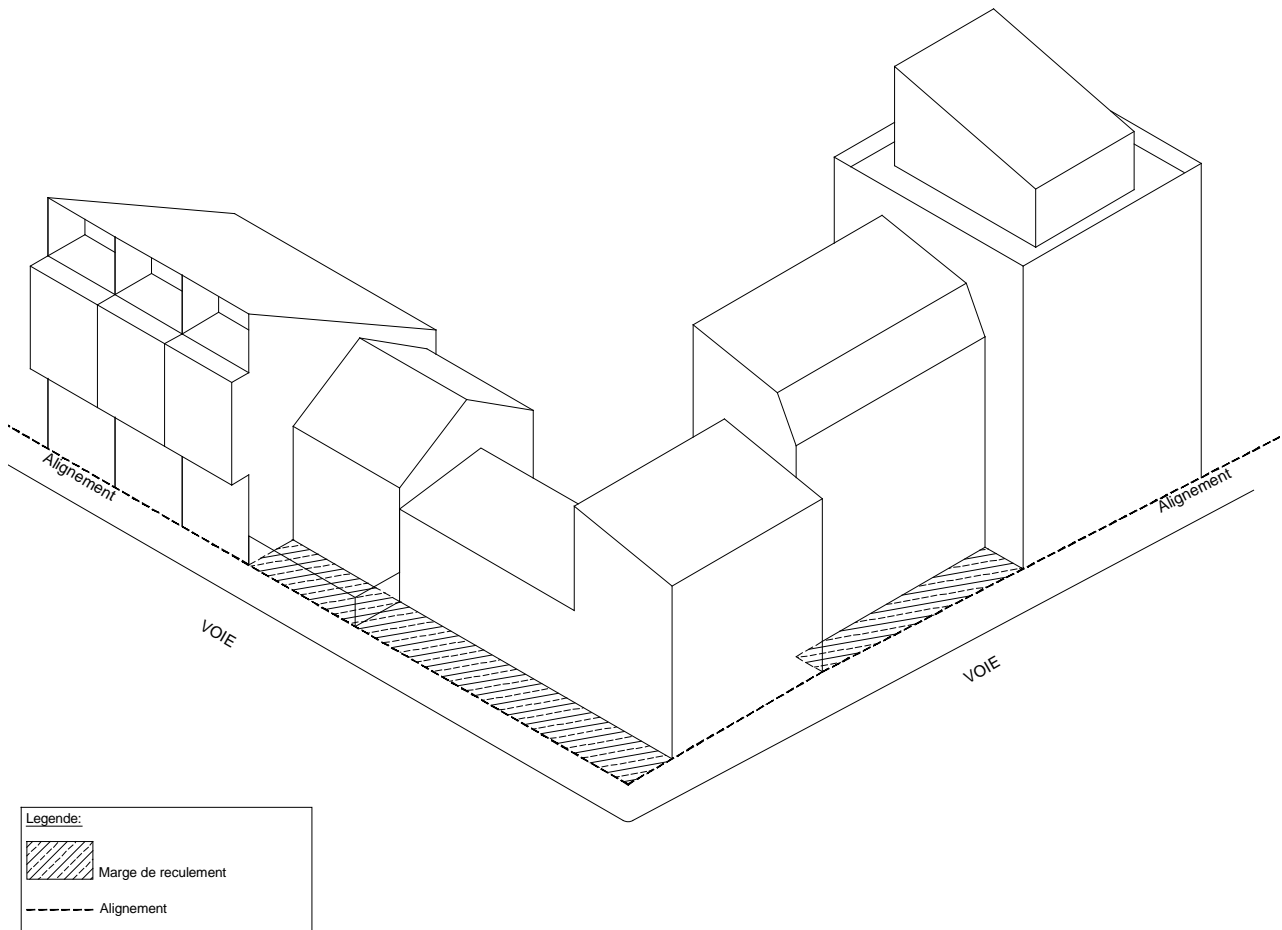 Alignement
Alignement
VOIE
VOIE
Legende:
Marge de reculement
Alignement